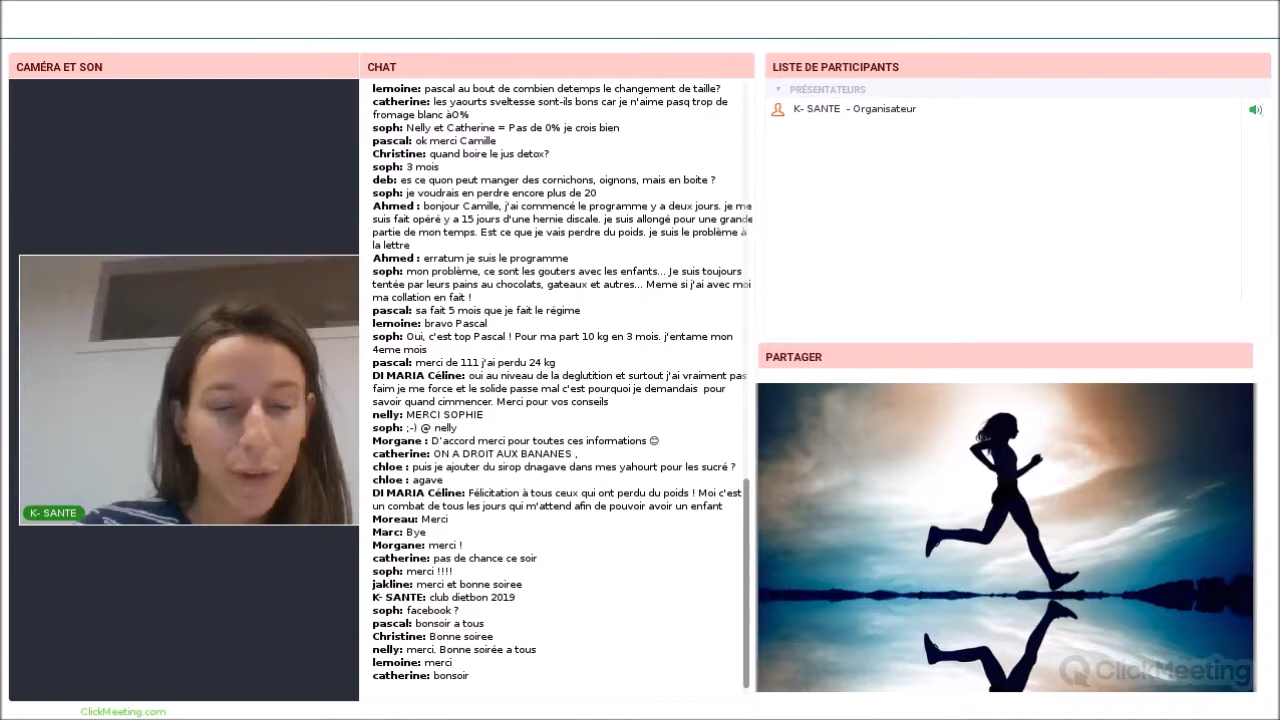 CAMÉRA ET SON
K- SANTE
ClickMeeting.com
CHAT
lemoine: pascal au bout de combien detemps le changement de taille?
catherine: les yaourts sveltesse sont-ils bons car je n'aime pasq trop de
fromage blanc à0%
soph: Nelly et Catherine = Pas de 0% je crois bien
pascal: ok merci Camille
Christine: quand boire le jus detox?
soph: 3 mois
deb: es ce quon peut manger des cornichons, oignons, mais en boite ?
soph: je voudrais en perdre encore plus de 20
Ahmed : bonjour Camille, j'ai commencé le programme y a deux jours. je me
suis fait opéré y a 15 jours d'une hernie discale. je suis allongé pour une grande
partie de mon temps. Est ce que je vais perdre du poids. je suis le problème à
la lettre
Ahmed : erratum je suis le programme
soph: mon problème, ce sont les gouters avec les enfants... Je suis toujours
tentée par leurs pains au chocolats, gateaux et autres... Meme si j'ai avec moi
ma collation en fait !
pascal: sa fait 5 mois que je fait le régime
lemoine: bravo Pascal
soph: Oui, c'est top Pascal ! Pour ma part 10 kg en 3 mois. j'entame mon
4eme mois
pascal: merci de 111 j'ai perdu 24 kg
DI MARIA Céline: oui au niveau de la deglutition et surtout j'ai vraiment pas
faim je me force et le solide passe mal c'est pourquoi je demandais  pour
savoir quand cimmencer. Merci pour vos conseils
nelly: MERCI SOPHIE
soph: ;-) @ nelly
Morgane : D'accord merci pour toutes ces informations 😊
catherine: ON A DROIT AUX BANANES ,
chloe : puis je ajouter du sirop dnagave dans mes yahourt pour les sucré ?
chloe : agave
DI MARIA Céline: Félicitation à tous ceux qui ont perdu du poids ! Moi c'est
un combat de tous les jours qui m'attend afin de pouvoir avoir un enfant
Moreau: Merci
Marc: Bye
Morgane: merci !
catherine: pas de chance ce soir
soph: merci !!!!
jakline: merci et bonne soiree
K- SANTE: club dietbon 2019
soph: facebook ?
pascal: bonsoir a tous
Christine: Bonne soiree
nelly: merci. Bonne soirée a tous
lemoine: merci
catherine: bonsoir
LISTE DE PARTICIPANTS
PRÉSENTATEURS
K- SANTE - Organisateur
PARTAGER
ClickMeeting